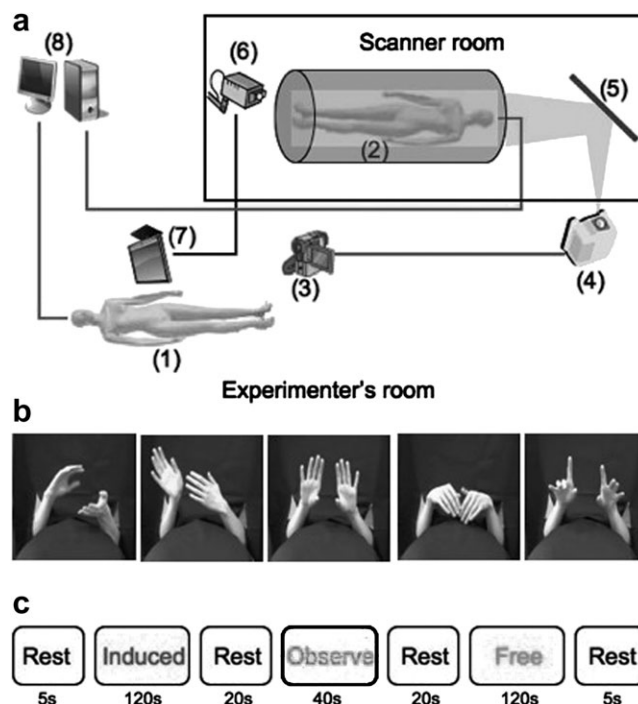 a
(8)
(6)
Scanner room
(5)
(2)
(7)
(3)
(4)
(1)
Experimenter's room
b
c
Rest Induced Rest Observe Rest Free Rest
5s 120s 20s 40s 20s 120s 5s